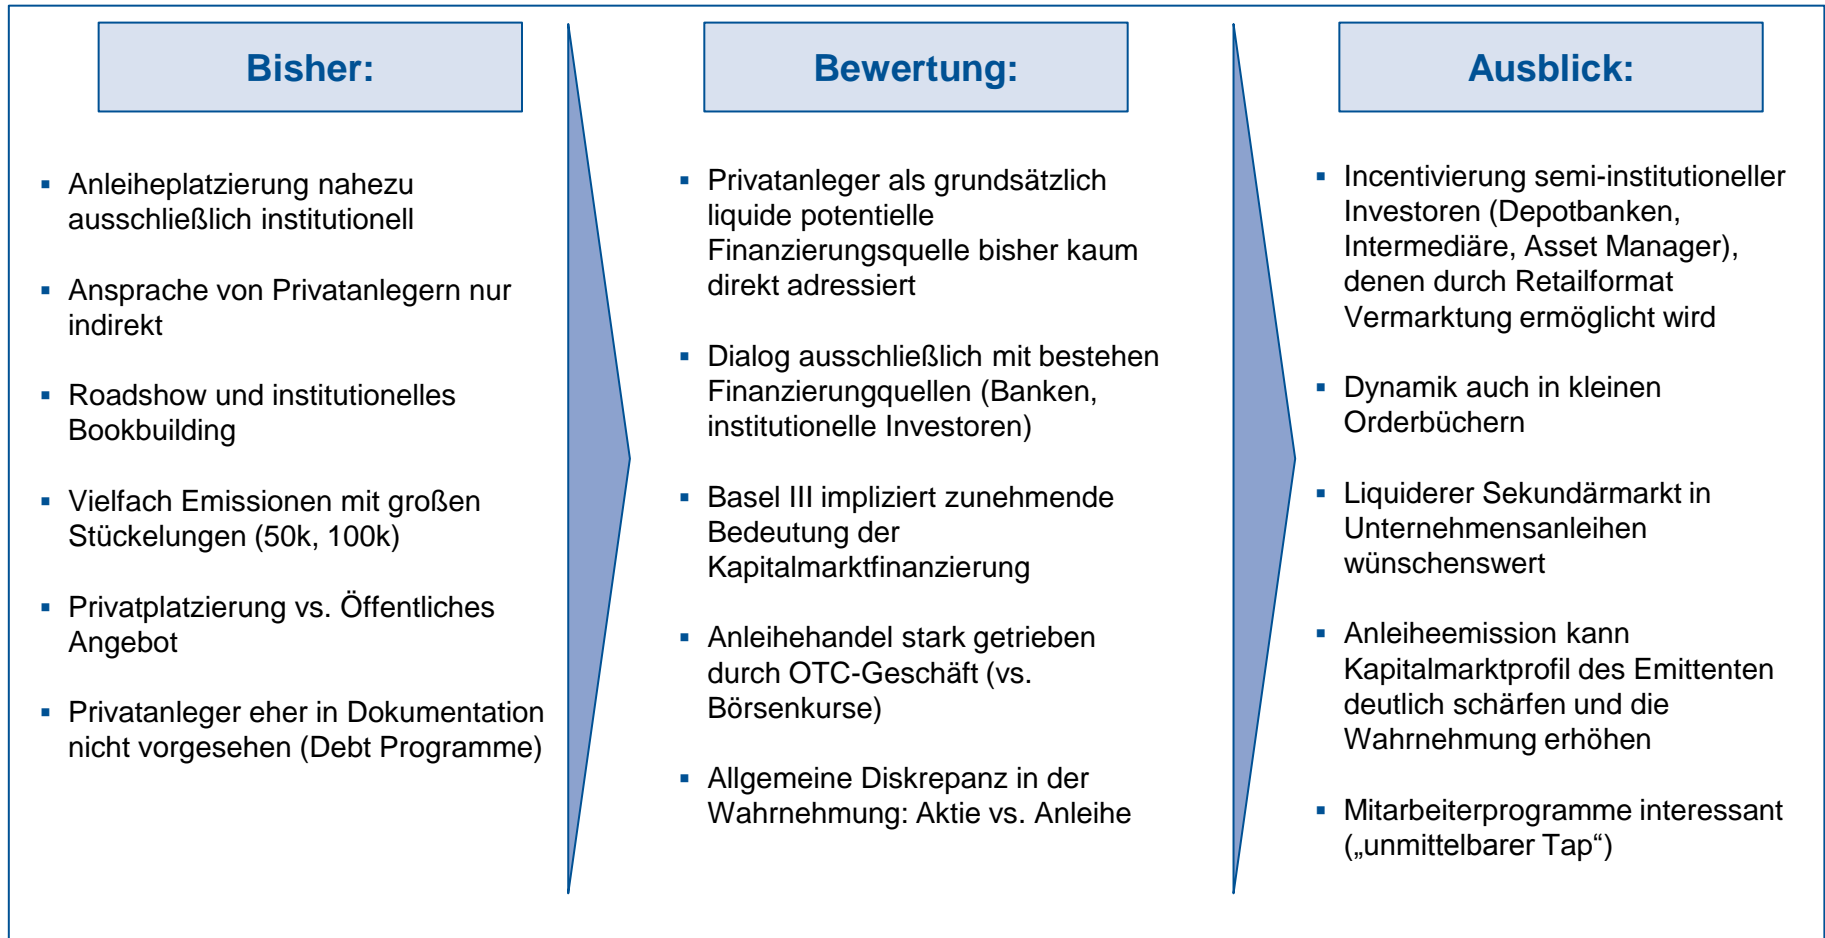 Bisher:
▪ Anleiheplatzierung nahezu
ausschließlich institutionell
▪ Ansprache von Privatanlegern nur
indirekt
▪ Roadshow und institutionelles
Bookbuilding
▪ Vielfach Emissionen mit großen
Stückelungen (50k, 100k)
▪ Privatplatzierung vs. Öffentliches
Angebot
▪ Privatanleger eher in Dokumentation
nicht vorgesehen (Debt Programme)
Bewertung:
▪ Privatanleger als grundsätzlich
liquide potentielle
Finanzierungsquelle bisher kaum
direkt adressiert
▪ Dialog ausschließlich mit bestehen
Finanzierungquellen (Banken,
institutionelle Investoren)
▪ Basel III impliziert zunehmende
Bedeutung der
Kapitalmarktfinanzierung
▪ Anleihehandel stark getrieben
durch OTC-Geschäft (vs.
Börsenkurse)
▪ Allgemeine Diskrepanz in der
Wahrnehmung: Aktie vs. Anleihe
Ausblick:
▪ Incentivierung semi-institutioneller
Investoren (Depotbanken,
Intermediäre, Asset Manager),
denen durch Retailformat
Vermarktung ermöglicht wird
▪ Dynamik auch in kleinen
Orderbüchern
▪ Liquiderer Sekundärmarkt in
Unternehmensanleihen
wünschenswert
▪ Anleiheemission kann
Kapitalmarktprofil des Emittenten
deutlich schärfen und die
Wahrnehmung erhöhen
▪ Mitarbeiterprogramme interessant
(„unmittelbarer Tap“)